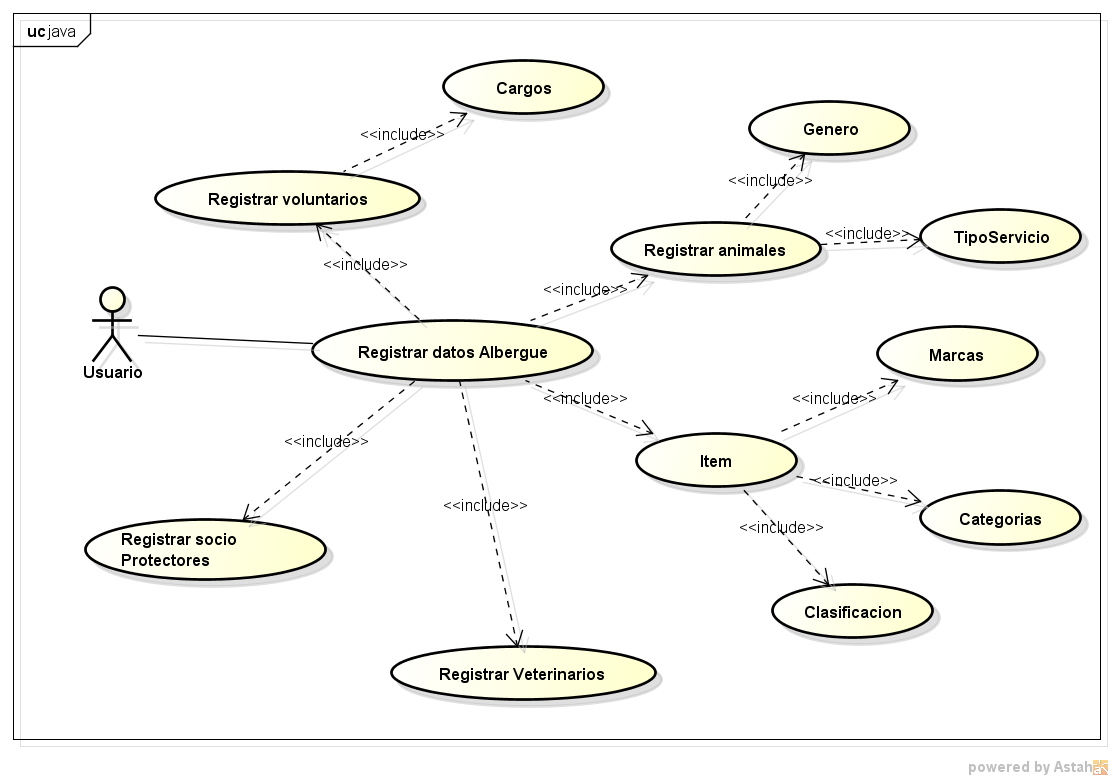 uc java
Cargos
<<include>>
Genero
<<include>>
Registrar voluntarios
TipoServicio
<<include>>
Registrar animales
<<include>>
<<include>>
Registrar datos Albergue
Marcas
Usuario
<<include>>
<<include>>
<<include>>
Item
<<include>>
<<include>>
Categorias
<<include>>
Registrar socio
Protectores
Clasificacion
Registrar Veterinarios
powered by Astah